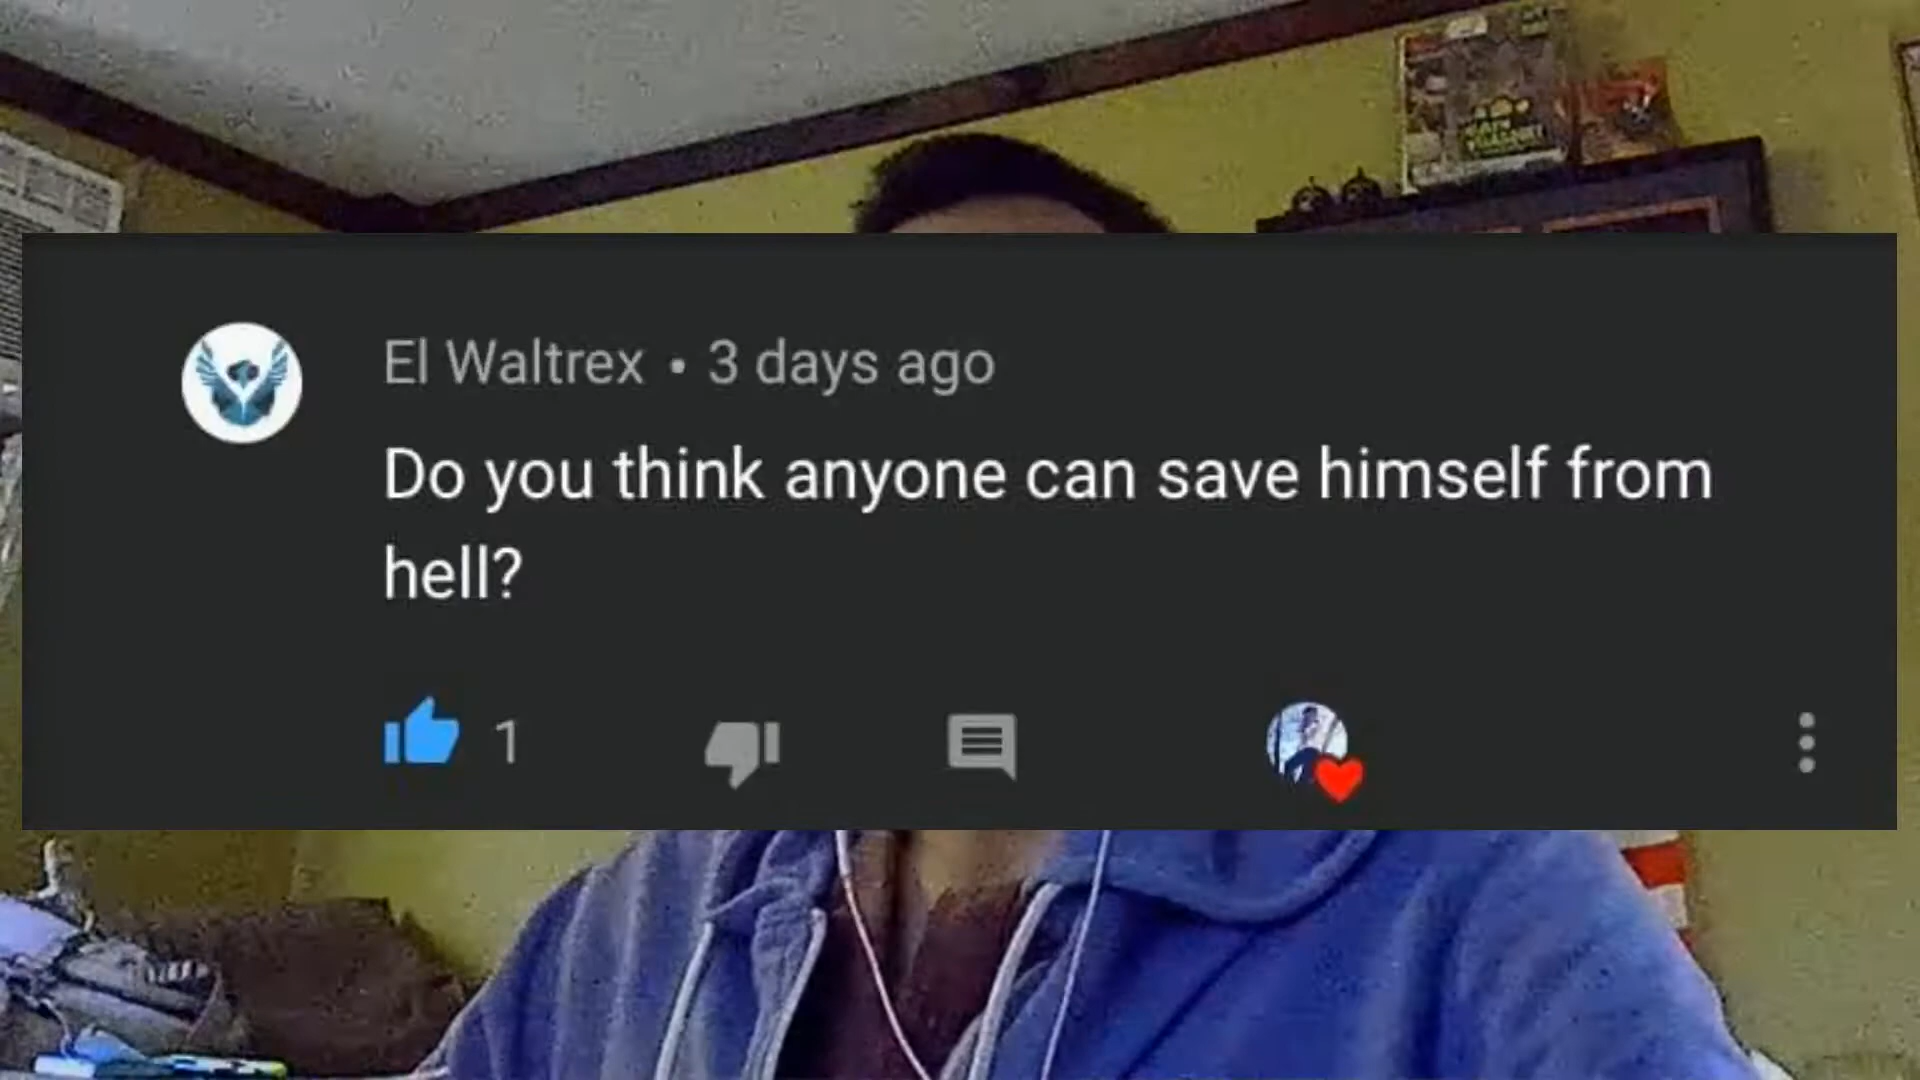 El Waltrex • 3 days ago
Do you think anyone can save himself from
hell?
1